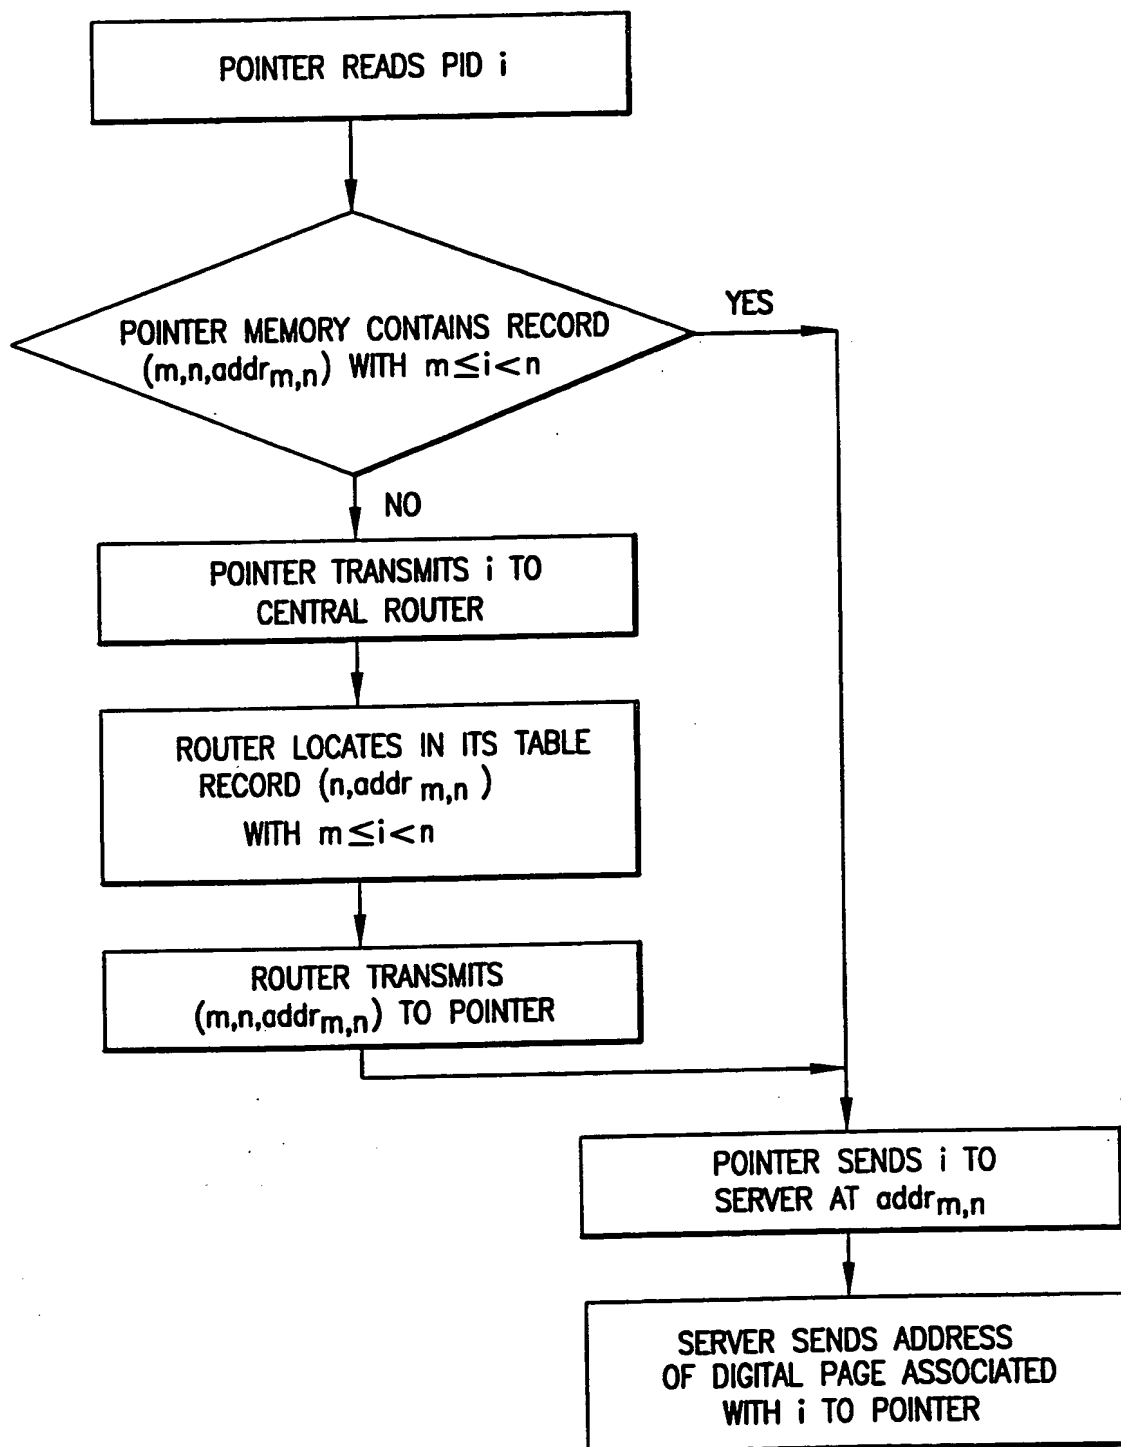 POINTER READS PID i
POINTER MEMORY CONTAINS RECORD
(m,n,addrm,n) WITH m≤i<n
YES
NO
POINTER TRANSMITS i TO
CENTRAL ROUTER
ROUTER LOCATES IN ITS TABLE
RECORD (n,addr m,n )
WITH m≤i<n
ROUTER TRANSMITS
(m,n,addrm,n) TO POINTER
POINTER SENDS i TO
SERVER AT addrm,n
SERVER SENDS ADDRESS
OF DIGITAL PAGE ASSOCIATED
WITH i TO POINTER